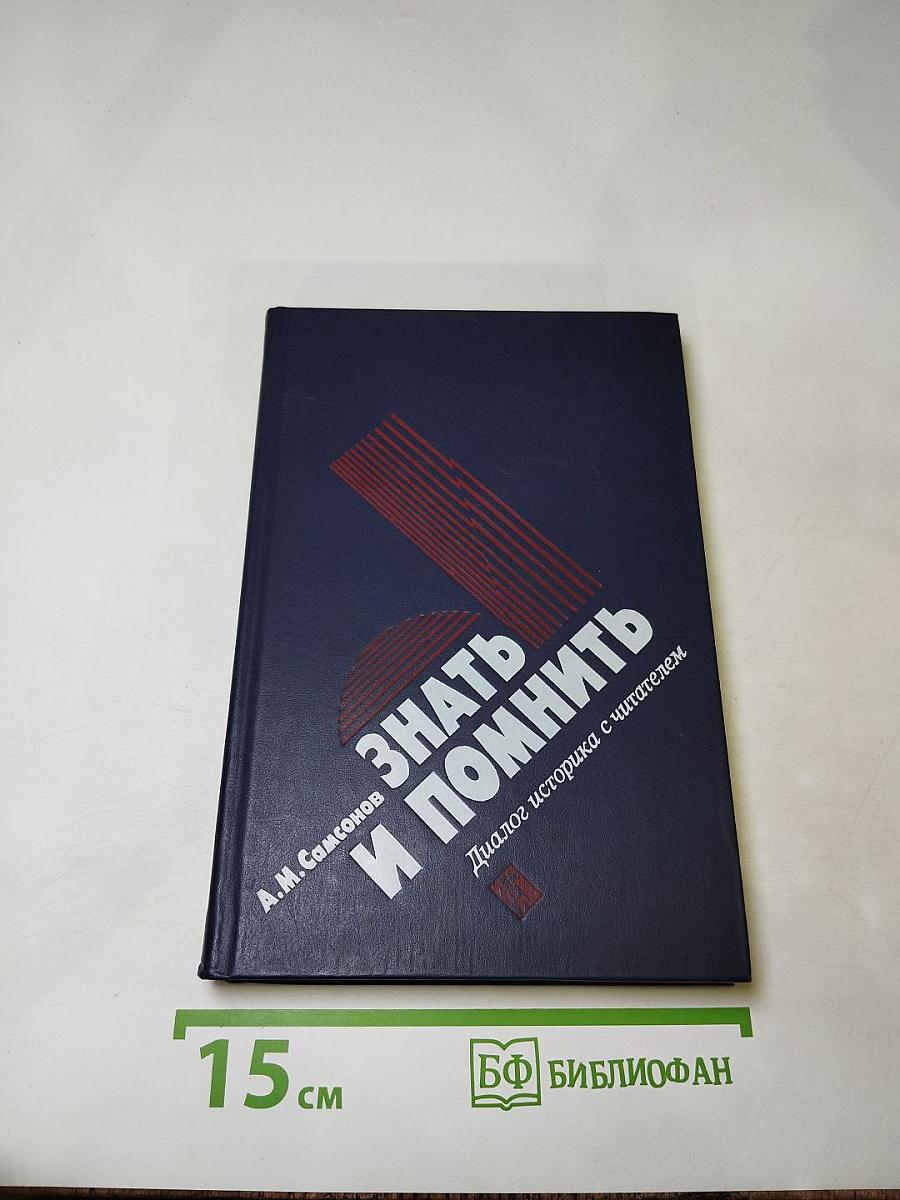 А.М. Самсонов
ЗНАТЬ
И ПОМНИТЬ
Диалог историка с читателем
15 см
БФ БИБЛИОФАН